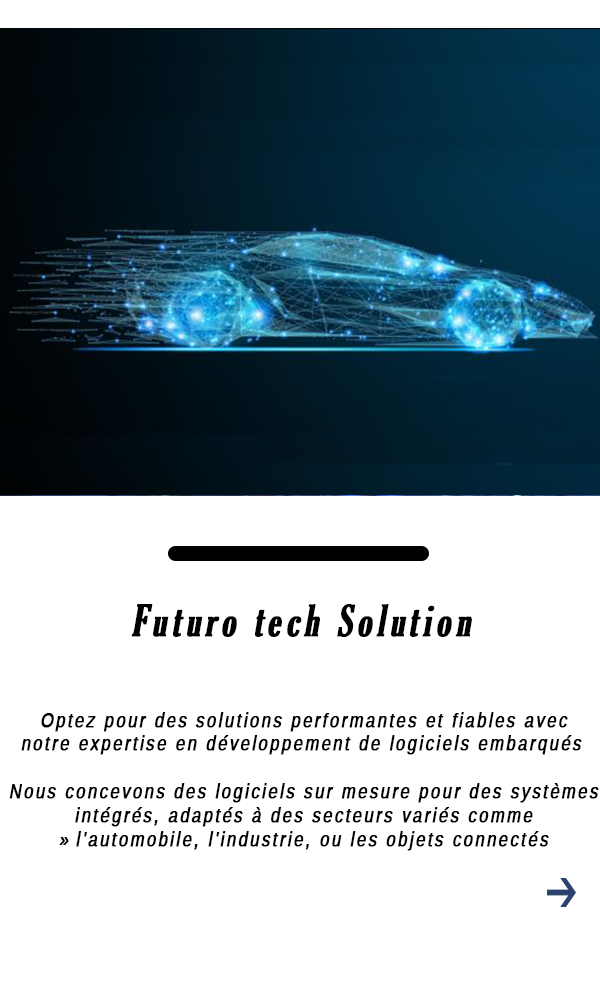 Futuro tech Solution
Optez pour des solutions performantes et fiables avec
notre expertise en développement de logiciels embarqués
Nous concevons des logiciels sur mesure pour des systèmes
intégrés, adaptés à des secteurs variés comme
» l'automobile, l'industrie, ou les objets connectés